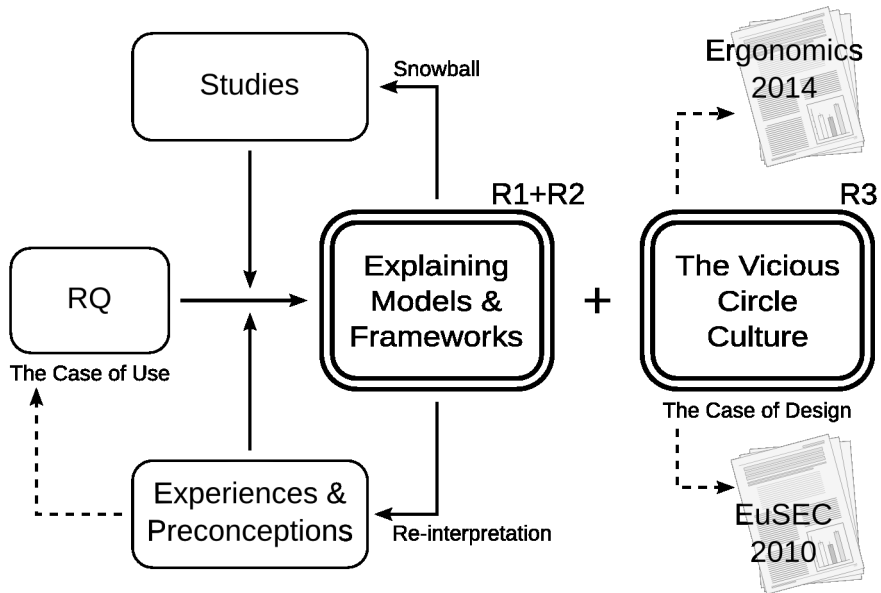 Studies
Snowball
Ergonomics
2014
R1+R2
R3
RQ
Explaining
Models &
Frameworks
+
The Vicious
Circle
Culture
The Case of Use
The Case of Design
Experiences &
Preconceptions
Re-interpretation
EuSEC
2010